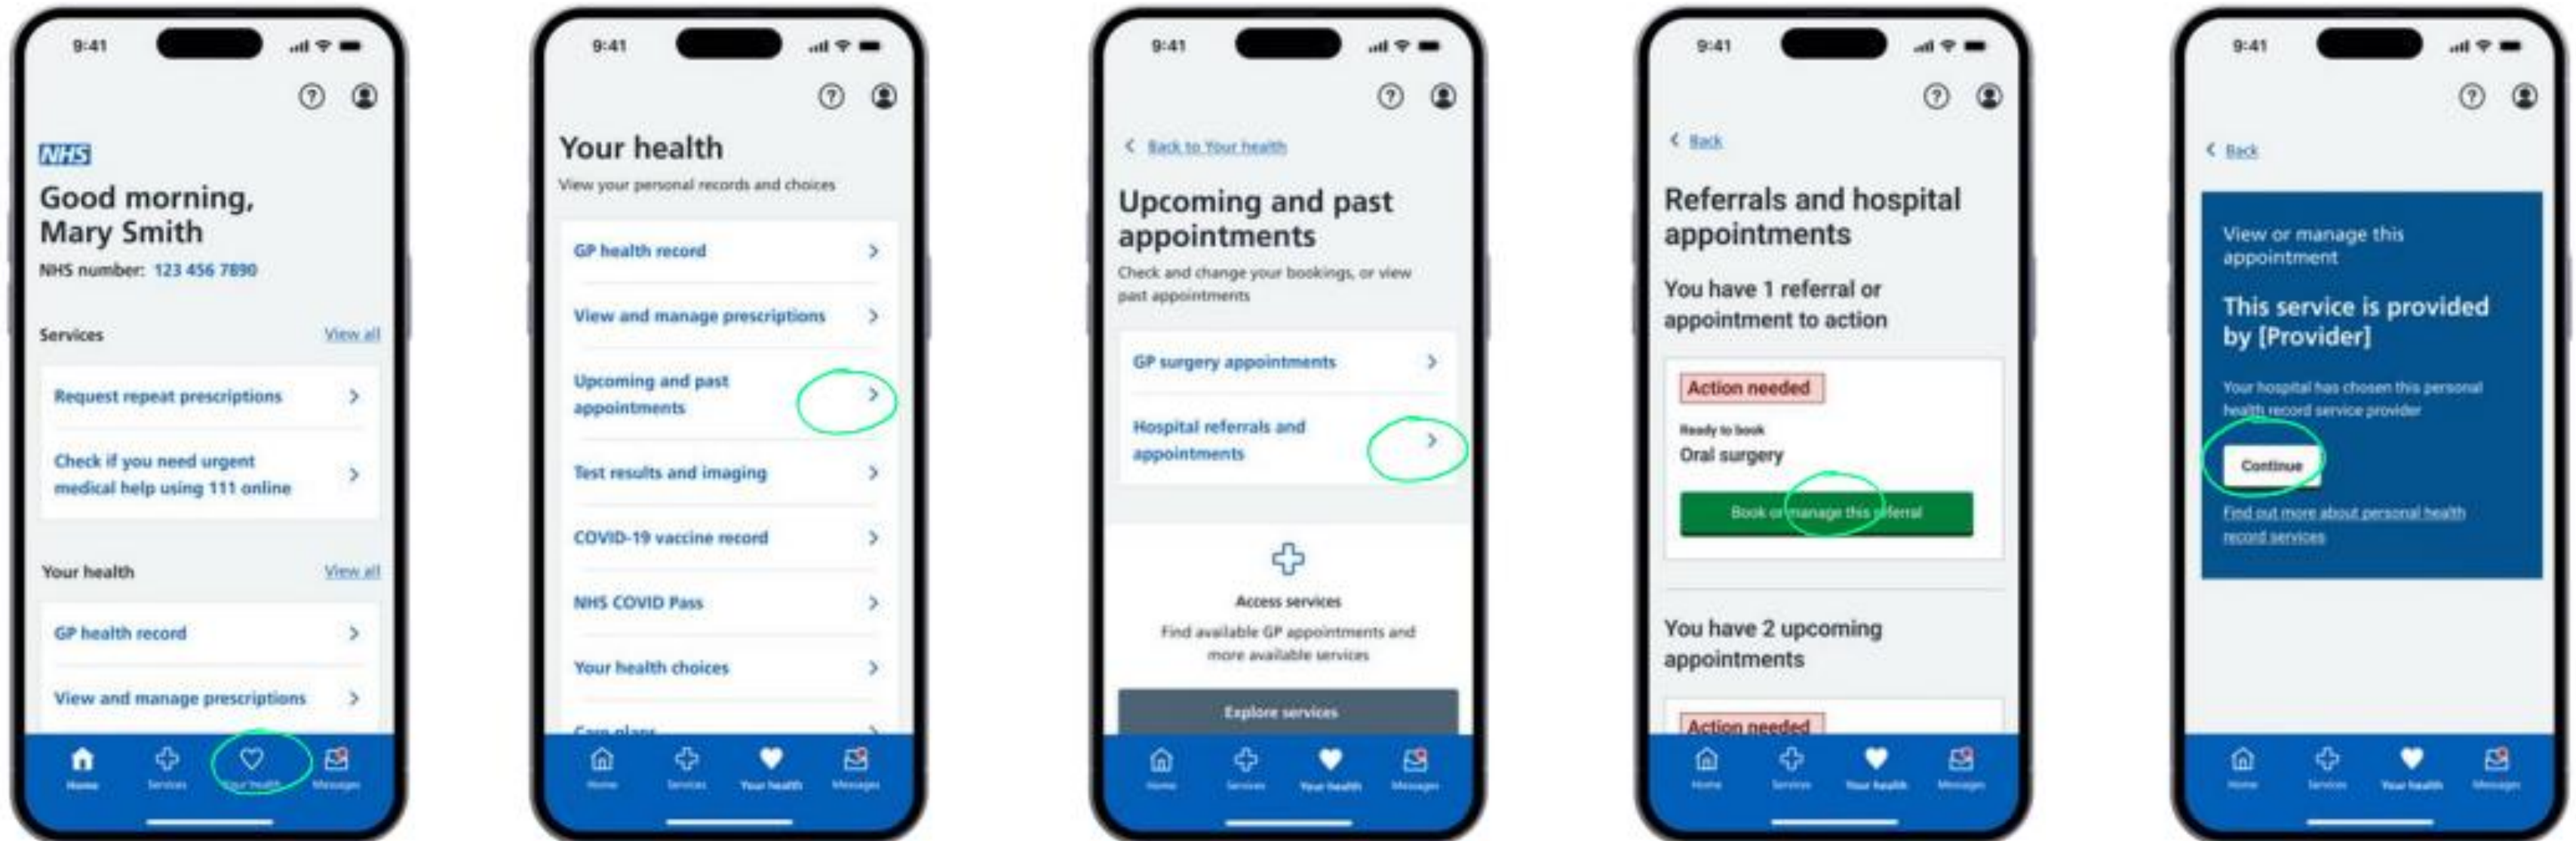 9:41
NHS
Good morning,
Mary Smith
NHS number: 123 456 7890
Services
View all
Request repeat prescriptions
Check if you need urgent
medical help using 111 online
Your health
View all
GP health record
View and manage prescriptions
Home
Services
Your health
Messages
9:41
Your health
View your personal records and choices
GP health record
View and manage prescriptions
Upcoming and past
appointments
Test results and imaging
COVID-19 vaccine record
NHS COVID Pass
Your health choices
Care plans
Home
Services
Your health
Messages
9:41
Back to Your health
Upcoming and past
appointments
Check and change your bookings, or view
past appointments
GP surgery appointments
Hospital referrals and
appointments
Access services
Find available GP appointments and
more available services
Explore services
Home
Services
Your health
Messages
9:41
Back
Referrals and hospital
appointments
You have 1 referral or
appointment to action
Action needed
Ready to book
Oral surgery
Book or manage this referral
You have 2 upcoming
appointments
Action needed
Home
Services
Your health
Messages
9:41
Back
View or manage this
appointment
This service is provided
by [Provider]
Your hospital has chosen this personal
health record service provider
Continue
Find out more about personal health
record services
Home
Services
Your health
Messages